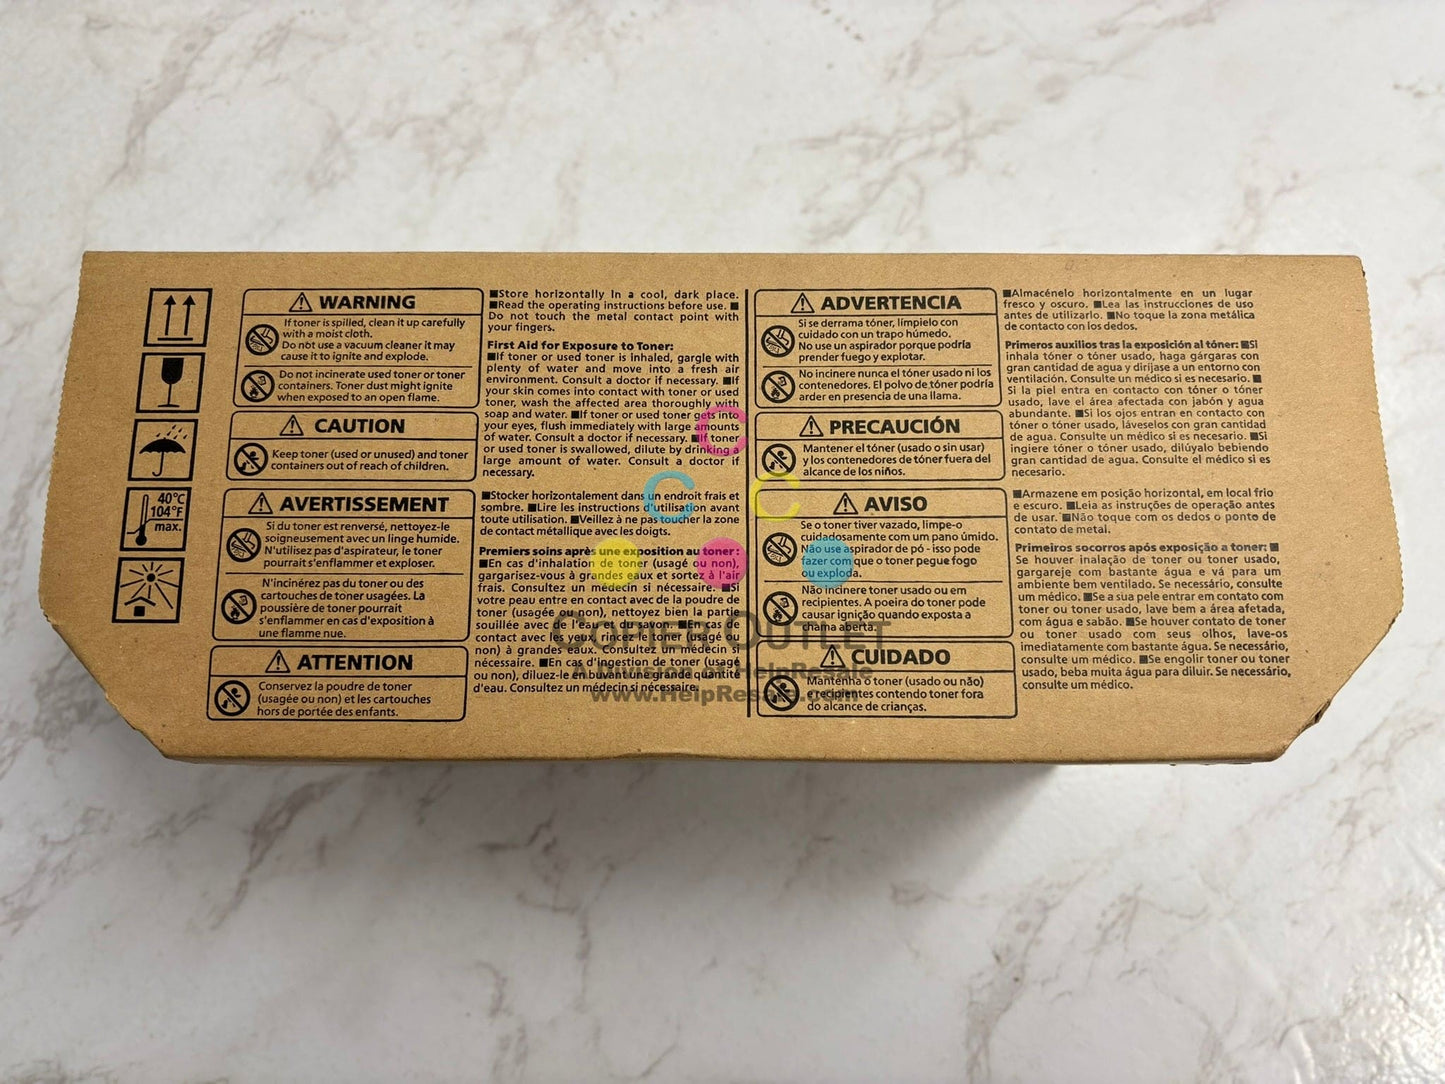 40°C
104°F
max.
WARNING
If toner is spilled, clean it up carefully
with a moist cloth.
Do not use a vacuum cleaner it may
cause it to ignite and explode.
Do not incinerate used toner or toner
containers. Toner dust might ignite
when exposed to an open flame.
CAUTION
Keep toner (used or unused) and toner
containers out of reach of children.
■Store horizontally In a cool, dark place.
■Read the operating instructions before use. ■
Do not touch the metal contact point with
your fingers.
First Aid for Exposure to Toner:
■If toner or used toner is inhaled, gargle with
plenty of water and move into a fresh air
environment. Consult a doctor if necessary. ■If
your skin comes into contact with toner or used
toner, wash the affected area thoroughly with
soap and water. ■If toner or used toner gets into
your eyes, flush immediately with large amounts
of water. Consult a doctor if necessary. ■If toner
or used toner is swallowed, dilute by drinking a
large amount of water. Consult a doctor if
necessary.
AVERTISSEMENT
Si du toner est renversé, nettoyez-le
soigneusement avec un linge humide.
N'utilisez pas d'aspirateur, le toner
pourrait s'enflammer et exploser.
N'incinérez pas du toner ou des
cartouches de toner usagées. La
poussière de toner pourrait
s'enflammer en cas d'exposition à
une flamme nue.
ATTENTION
Conservez la poudre de toner
(usagée ou non) et les cartouches
hors de portée des enfants.
■Stocker horizontalement dans un endroit frais et
sombre. ■Lire les instructions d'utilisation avant
toute utilisation. ■Veillez à ne pas toucher la zone
de contact métallique avec les doigts.
Premiers soins après une exposition au toner :
■En cas d'inhalation de toner (usagé ou non),
gargarisez-vous à grandes eaux et sortez à l'air
frais. Consultez un médecin si nécessaire. ■Si
votre peau entre en contact avec de la poudre de
toner (usagée ou non), nettoyez bien la partie
souillée avec de l'eau et du savon. ■En cas de
contact avec les yeux, rincez-les (usagé ou
non) à grandes eaux. Consultez un médecin si
nécessaire. ■En cas d'ingestion de toner (usagé
ou non), diluez-le en buvant une grande quantité
d'eau. Consultez un médecin si nécessaire.
ADVERTENCIA
Si se derrama tóner, límpielo con
cuidado con un trapo húmedo.
No use un aspirador porque podría
prender fuego y explotar.
No incinere nunca el tóner usado ni los
contenedores. El polvo de tóner podría
arder en presencia de una llama.
PRECAUCIÓN
Mantener el tóner (usado o sin usar)
y los contenedores de tóner fuera del
alcance de los niños.
■Almacénelo horizontalmente en un lugar
fresco y oscuro. ■Lea las instrucciones de uso
antes de utilizarlo. ■No toque la zona metálica
de contacto con los dedos.
Primeros auxilios tras la exposición al tóner: ■Si
inhala tóner o tóner usado, haga gárgaras con
gran cantidad de agua y diríjase a un entorno con
ventilación. Consulte un médico si es necesario. ■
Si la piel entra en contacto con tóner o tóner
usado, lave el área afectada con jabón y agua
abundante. ■Si los ojos entran en contacto con
tóner o tóner usado, láveselos con gran cantidad
de agua. Consulte un médico si es necesario. ■Si
ingiere tóner o tóner usado, dilúyalo bebiendo
gran cantidad de agua. Consulte el médico si es
necesario.
AVISO
Se o toner tiver vazado, limpe-o
cuidadosamente com um pano úmido.
Não use aspirador de pó - isso pode
fazer com que o toner pegue fogo
ou exploda.
Não incinere toner usado ou em
recipientes. A poeira do toner pode
causar ignição quando exposta a
chama aberta.
CUIDADO
Mantenha o toner (usado ou não)
e recipientes contendo toner fora
do alcance de crianças.
■Armazene em posição horizontal, em local frio
e escuro. ■Leia as instruções de operação antes
de usar. ■Não toque com os dedos o ponto de
contato do metal.
Primeiros socorros após exposição a toner: ■
Se houver inalação de toner ou toner usado,
gargareje com bastante água e vá para um
ambiente bem ventilado. Se necessário, consulte
um médico. ■Se a sua pele entrar em contato com
toner ou toner usado, lave bem a área afetada,
com água e sabão. ■Se houver contato de toner
ou toner usado com seus olhos, lave-os
imediatamente com bastante água. Se necessário,
consulte um médico. ■Se engolir toner ou toner
usado, beba muita água para diluir. Se necessário,
consulte um médico.
C
C C
COPIER OUTLET
A Division of HelpResale
www.HelpResale.com